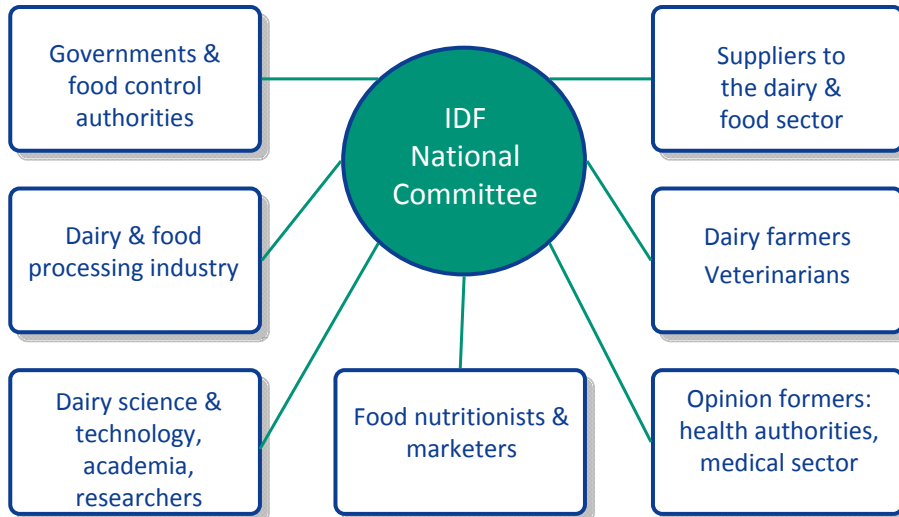 Governments &
food control
authorities
IDF
National
Committee
Suppliers to
the dairy &
food sector
Dairy & food
processing industry
Dairy farmers
Veterinarians
Dairy science &
technology,
academia,
researchers
Food nutritionists &
marketers
Opinion formers:
health authorities,
medical sector